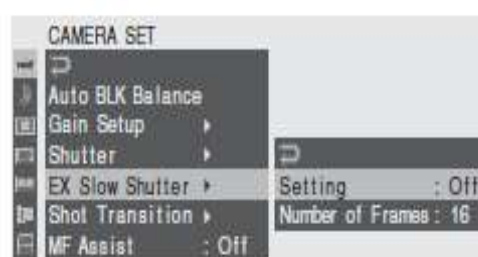 CAMERA SET
Auto BLK Balance
Gain Setup
Shutter
EX Slow Shutter
Setting : Off
Shot Transition
Number of Frames : 16
MF Assist : Off